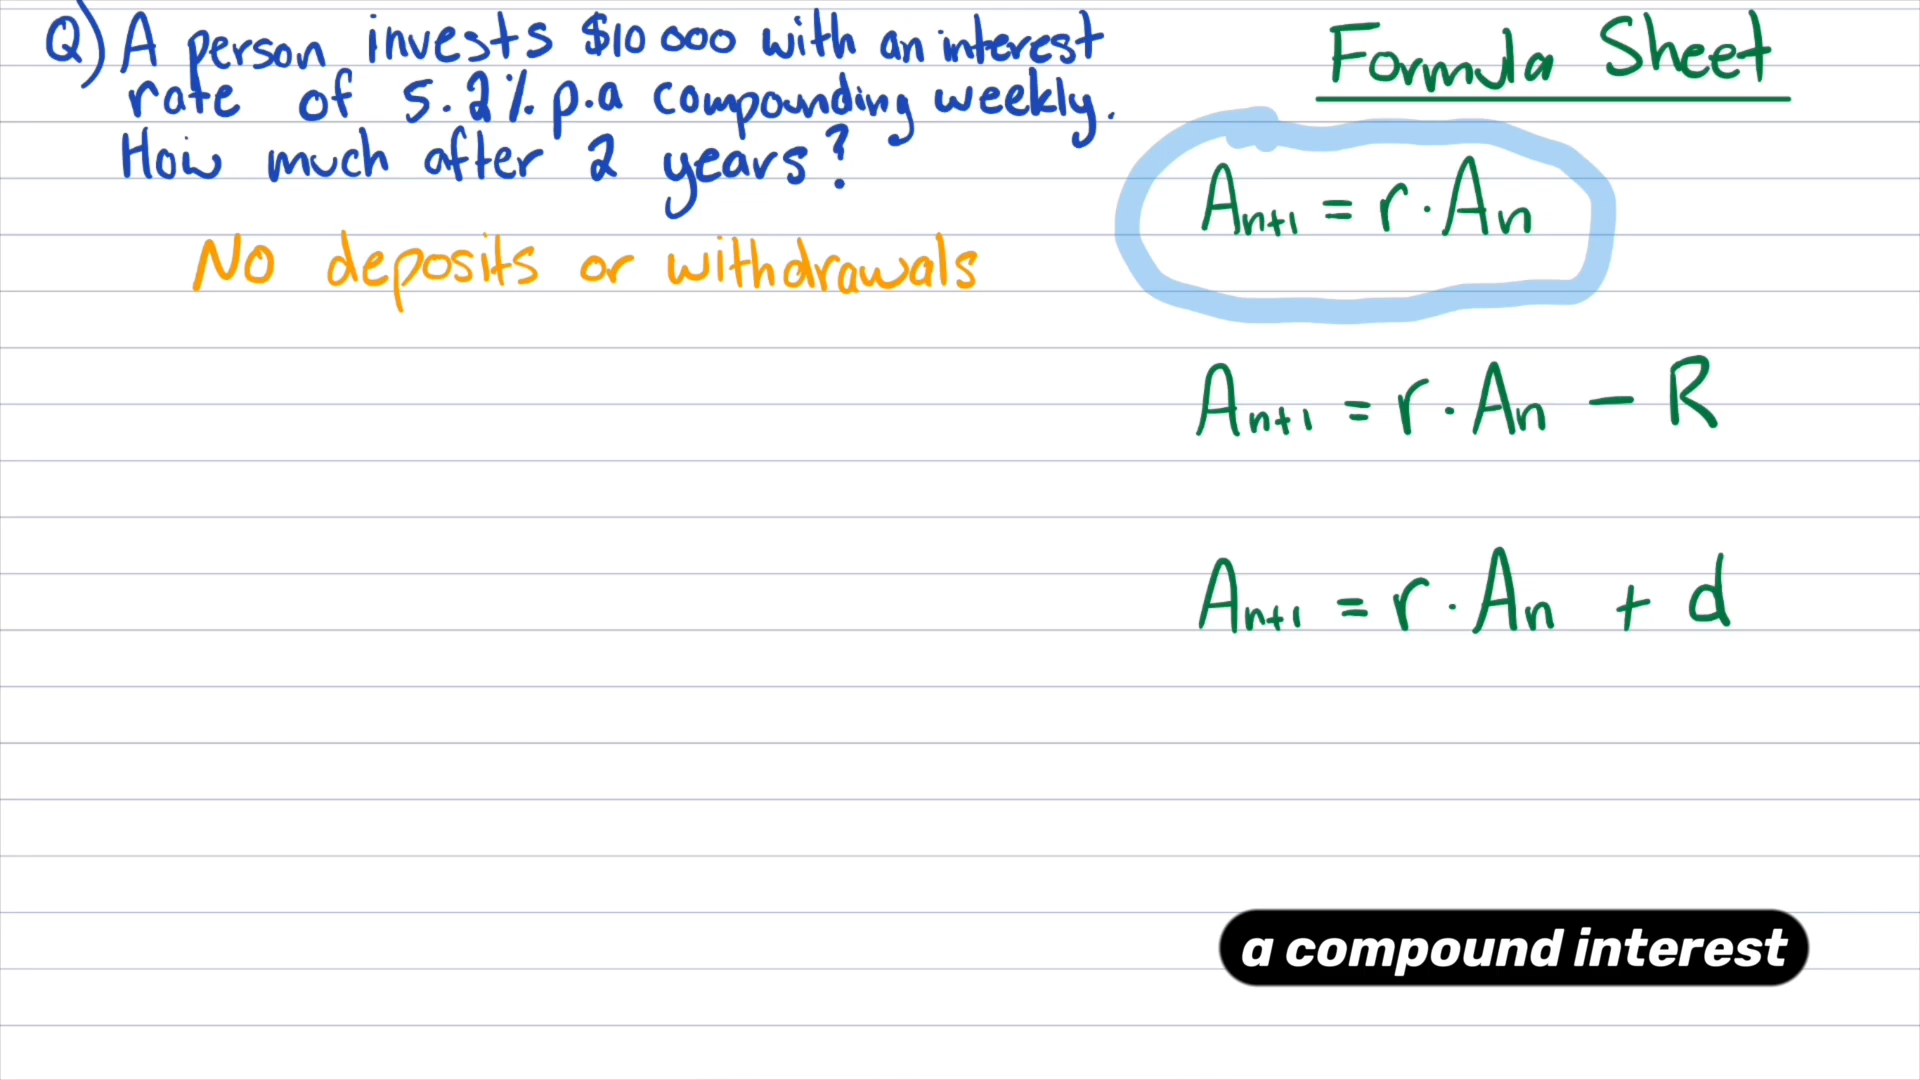 Q) A person invests $10 000 with an interest
rate of 5.2% p.a compounding weekly.
How much after 2 years?
No deposits or withdrawals
Formula Sheet
Aₙ₊₁ = r · Aₙ
Aₙ₊₁ = r · Aₙ − R
Aₙ₊₁ = r · Aₙ + d
a compound interest